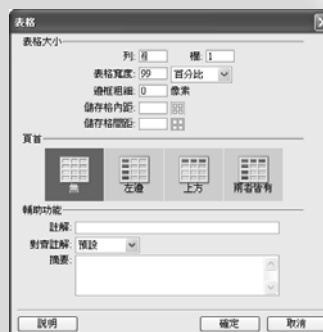 表格
表格大小
列: 欄: 1
表格寬度: 99 百分比
邊框粗細: 0 像素
儲存格內距:
儲存格間距:
頁首
無 左邊 上方 兩者皆有
輔助功能
註解:
對齊註解: 預設
摘要:
說明 確定 取消